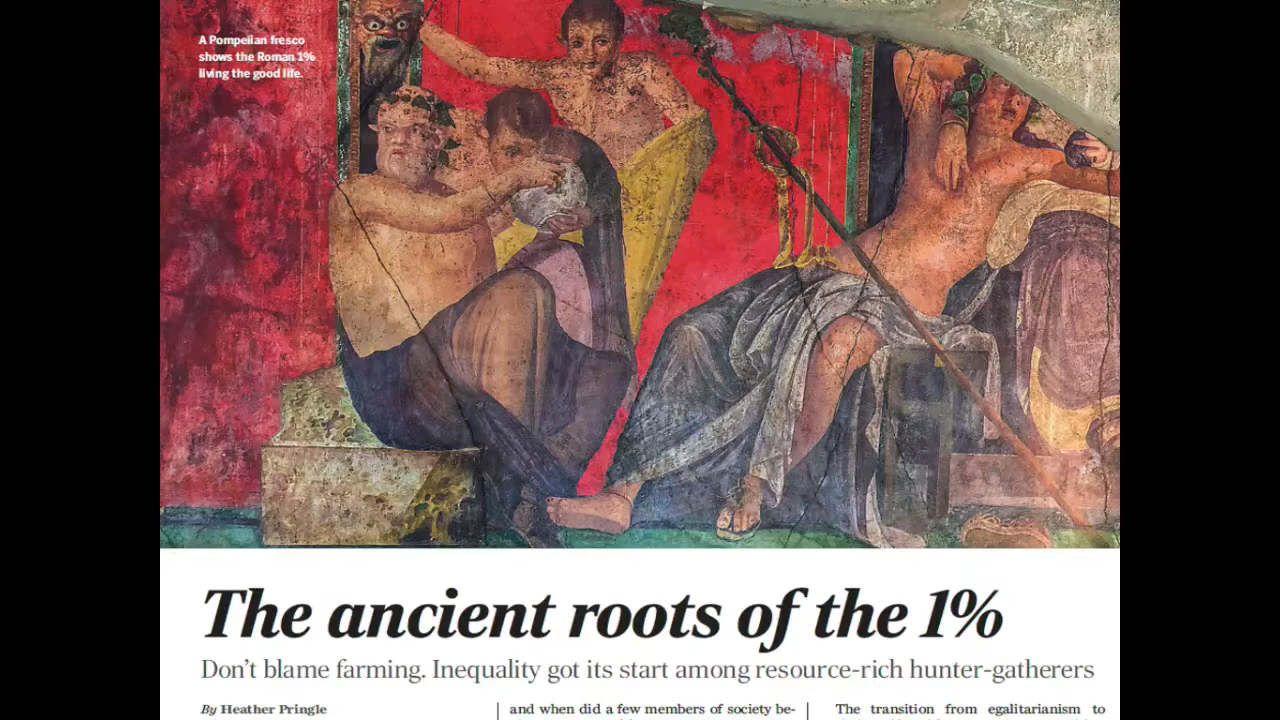 A Pompeiian fresco
shows the Roman 1%
living the good life.
The ancient roots of the 1%
Don't blame farming. Inequality got its start among resource-rich hunter-gatherers
By Heather Pringle
and when did a few members of society be-
The transition from egalitarianism to